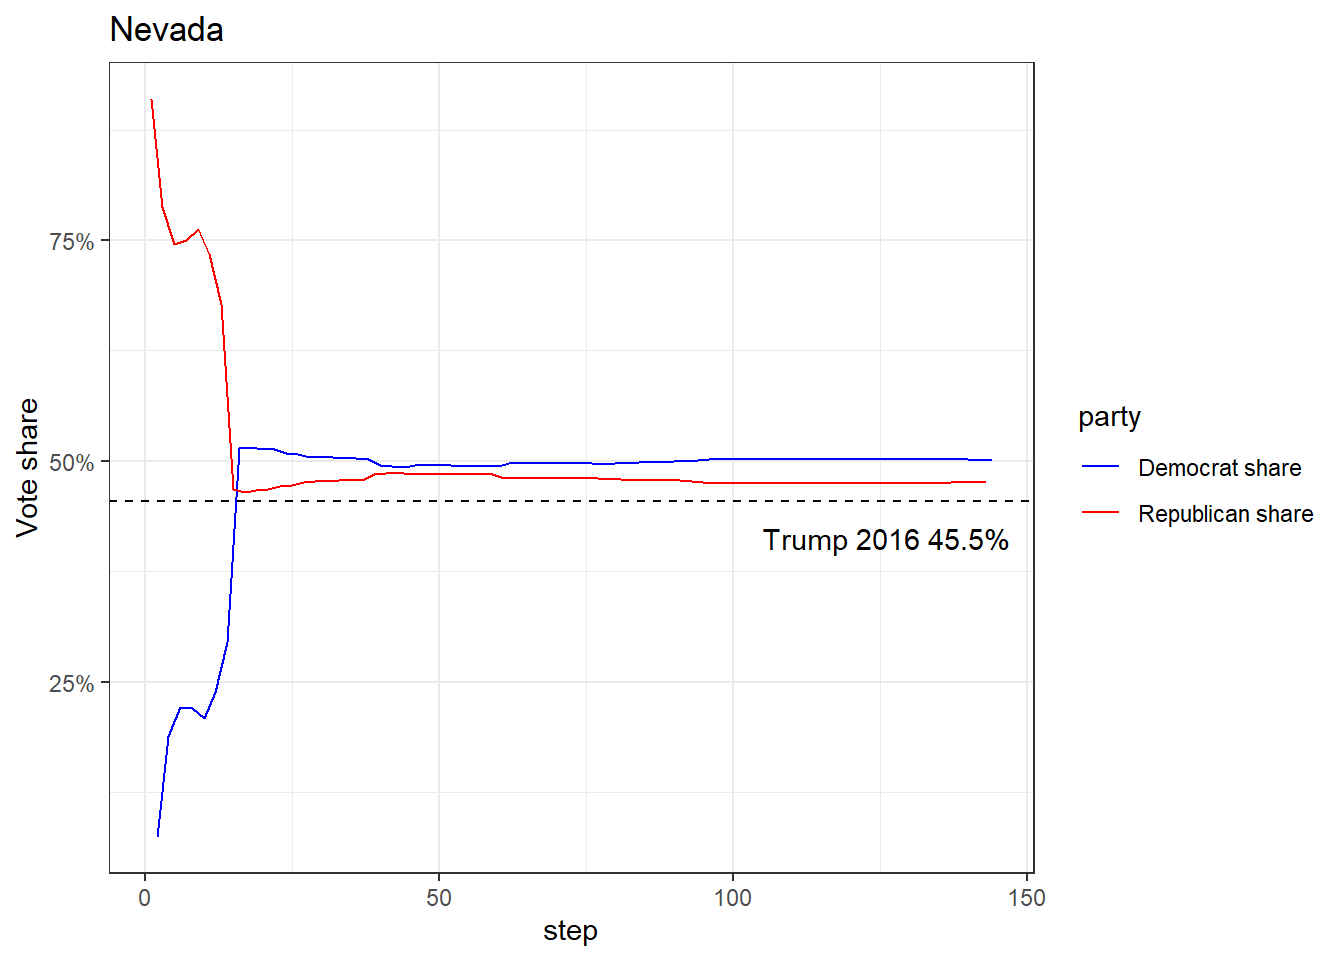 Nevada
Vote share
75%
50%
25%
Trump 2016 45.5%
0
50
100
150
step
party
Democrat share
Republican share